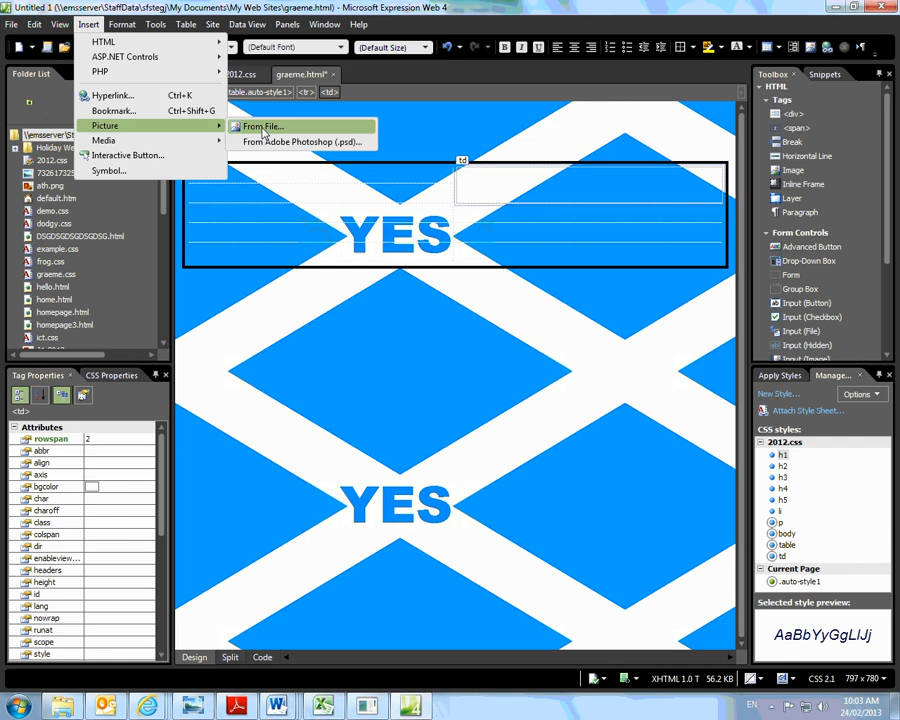 Untitled 1 (\\emsserver\StaffData\sfstegj\Documents\My Web Sites\graeme.html) - Microsoft Expression Web 4
File Edit View Insert Format Tools Table Site Data View Panels Window Help
(Default Font) (Default Size)
B I U A
Folder List
2012.css graeme.html*
table.auto-style1> <tr> <td>
HTML
ASP.NET Controls
PHP
Hyperlink... Ctrl+K
Bookmark... Ctrl+Shift+G
Picture
Media
Interactive Button...
Symbol...
From File...
From Adobe Photoshop (.psd)...
\\emsserver\St
Holiday We
2012.css
73261732
ath.png
default.htm
demo.css
dodgy.css
DSGDSGDSGDSGDSG.html
example.css
frog.css
graeme.css
hello.html
home.html
homepage.html
homepage3.html
ict.css
td
YES
YES
Toolbox Snippets
HTML
Tags
<div>
<span>
Break
Horizontal Line
Image
Inline Frame
Layer
Paragraph
Form Controls
Advanced Button
Drop-Down Box
Form
Group Box
Input (Button)
Input (Checkbox)
Input (File)
Input (Hidden)
Input (Image)
Tag Properties CSS Properties
<td>
Attributes
rowspan 2
abbr
align
axis
bgcolor
char
charoff
class
colspan
dir
enableview...
headers
height
id
lang
nowrap
runat
scope
style
Apply Styles Manage...
New Style... Options
Attach Style Sheet...
CSS styles:
2012.css
h1
h2
h3
h4
h5
li
p
body
table
td
Current Page
.auto-style1
Selected style preview:
AaBbYyGgLlJj
Design Split Code
XHTML 1.0 T 56.2 KB CSS 2.1 797 x 780
EN 10:03 AM
24/02/2013